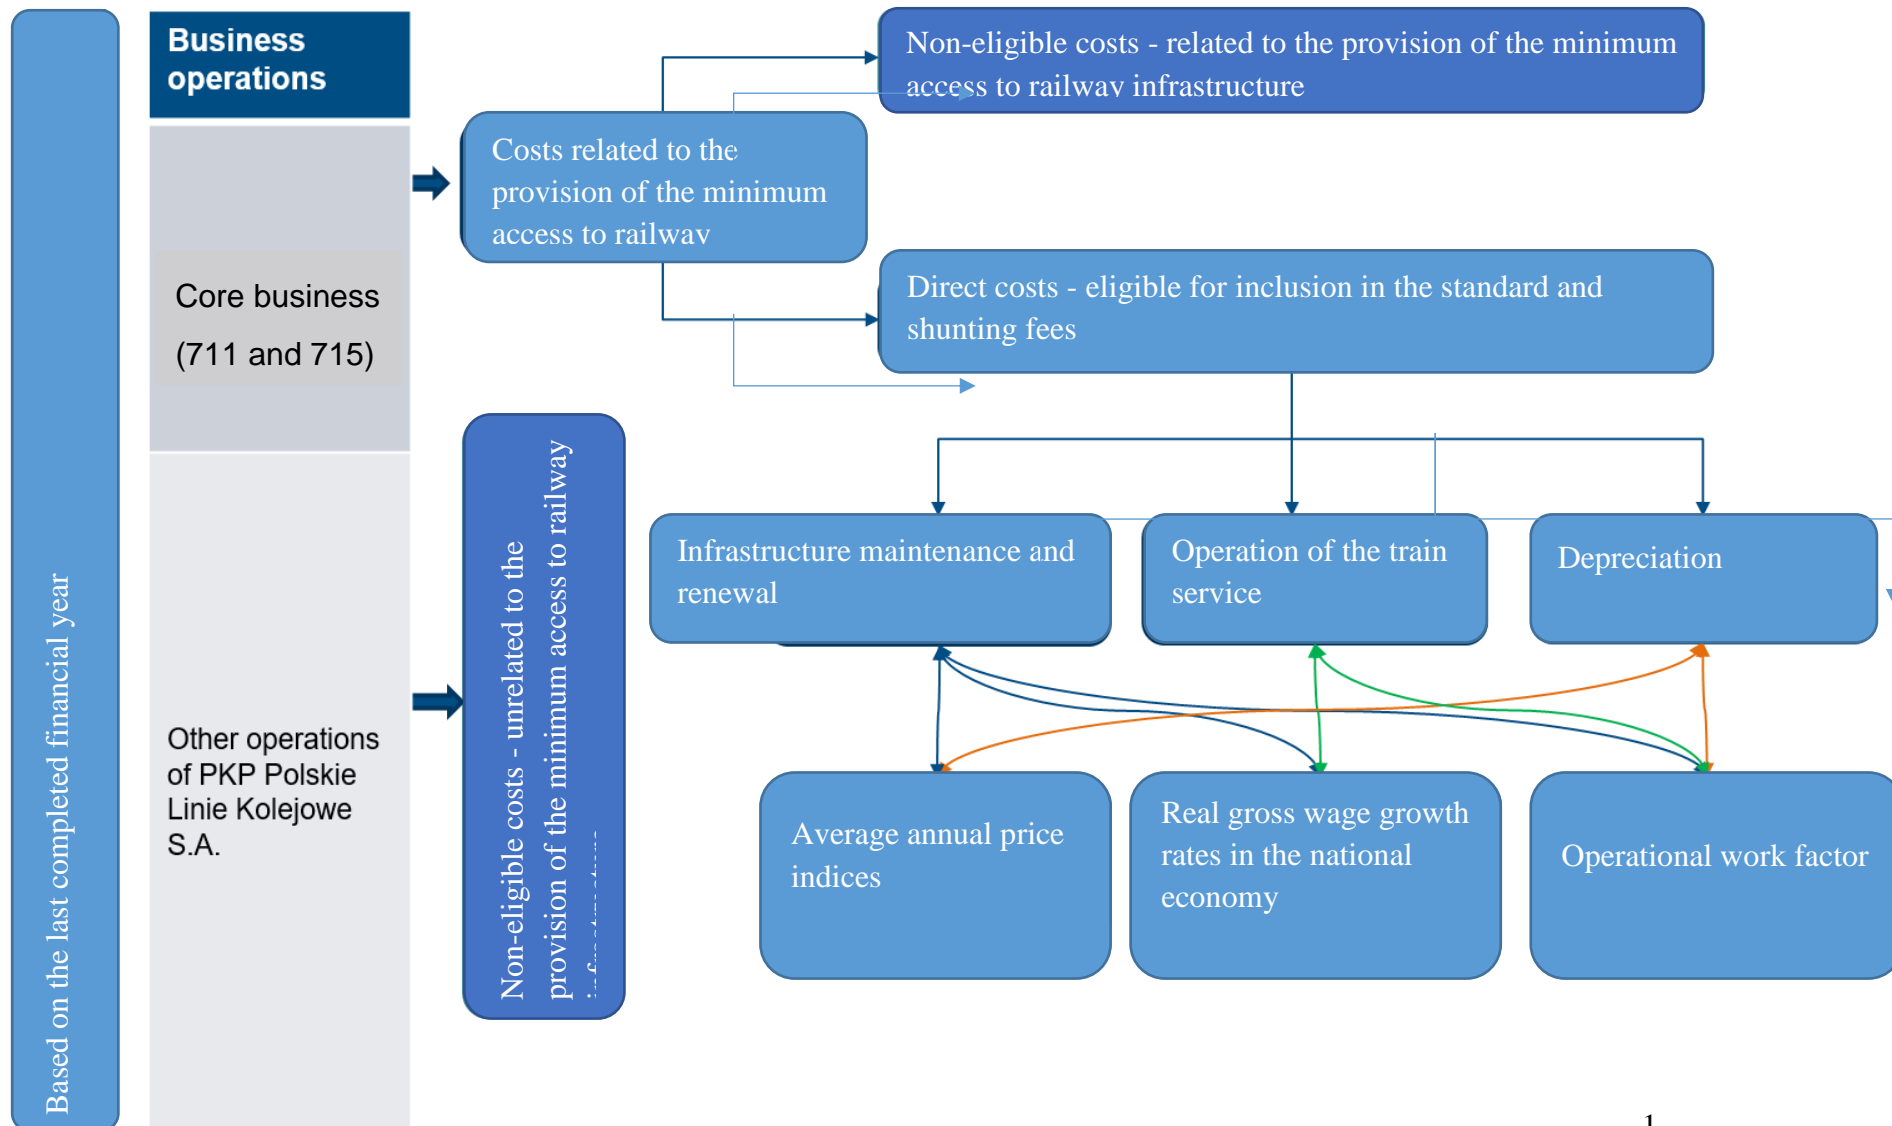 Based on the last completed financial year
Business
operations
Core business
(711 and 715)
Other operations
of PKP Polskie
Linie Kolejowe
S.A.
Costs related to the
provision of the minimum
access to railway
Non-eligible costs - related to the provision of the minimum
access to railway infrastructure
Direct costs - eligible for inclusion in the standard and
shunting fees
Non-eligible costs - unrelated to the
provision of the minimum access to railway
Infrastructure maintenance and
renewal
Operation of the train
service
Depreciation
Average annual price
indices
Real gross wage growth
rates in the national
economy
Operational work factor
1